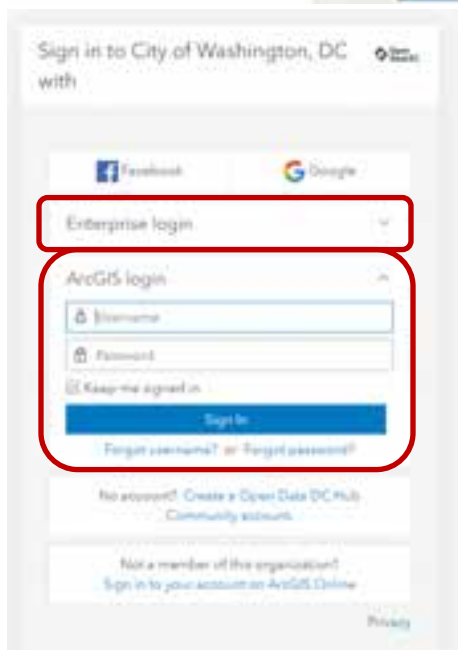 Sign in to City of Washington, DC
with
Facebook
Google
Enterprise login
ArcGIS login
Username
Password
Keep me signed in
Sign In
Forgot username? or Forgot password?
No account? Create a Open Data DC Hub
Community account.
Not a member of this organization?
Sign in to your account on ArcGIS Online
Privacy